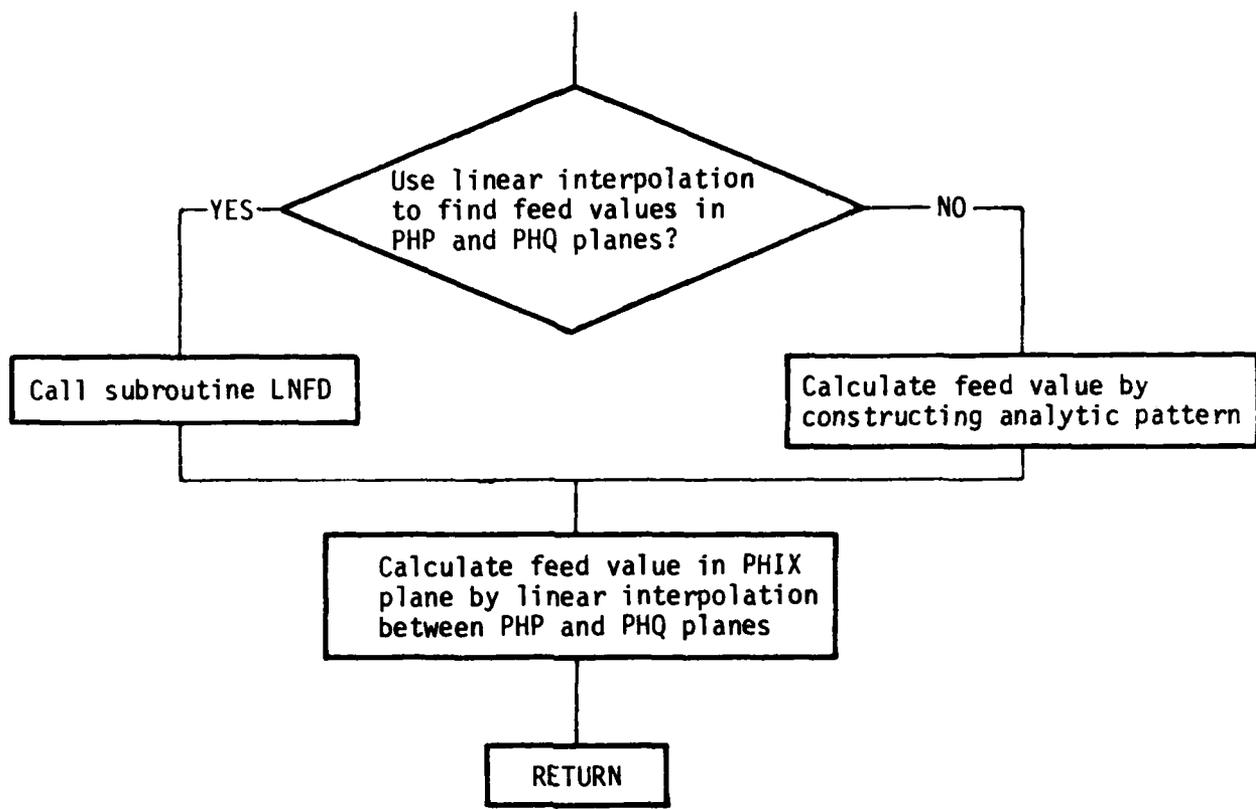 Use linear interpolation
to find feed values in
PHP and PHQ planes?
YES
NO
Call subroutine LNFD
Calculate feed value by
constructing analytic pattern
Calculate feed value in PHIX
plane by linear interpolation
between PHP and PHQ planes
RETURN